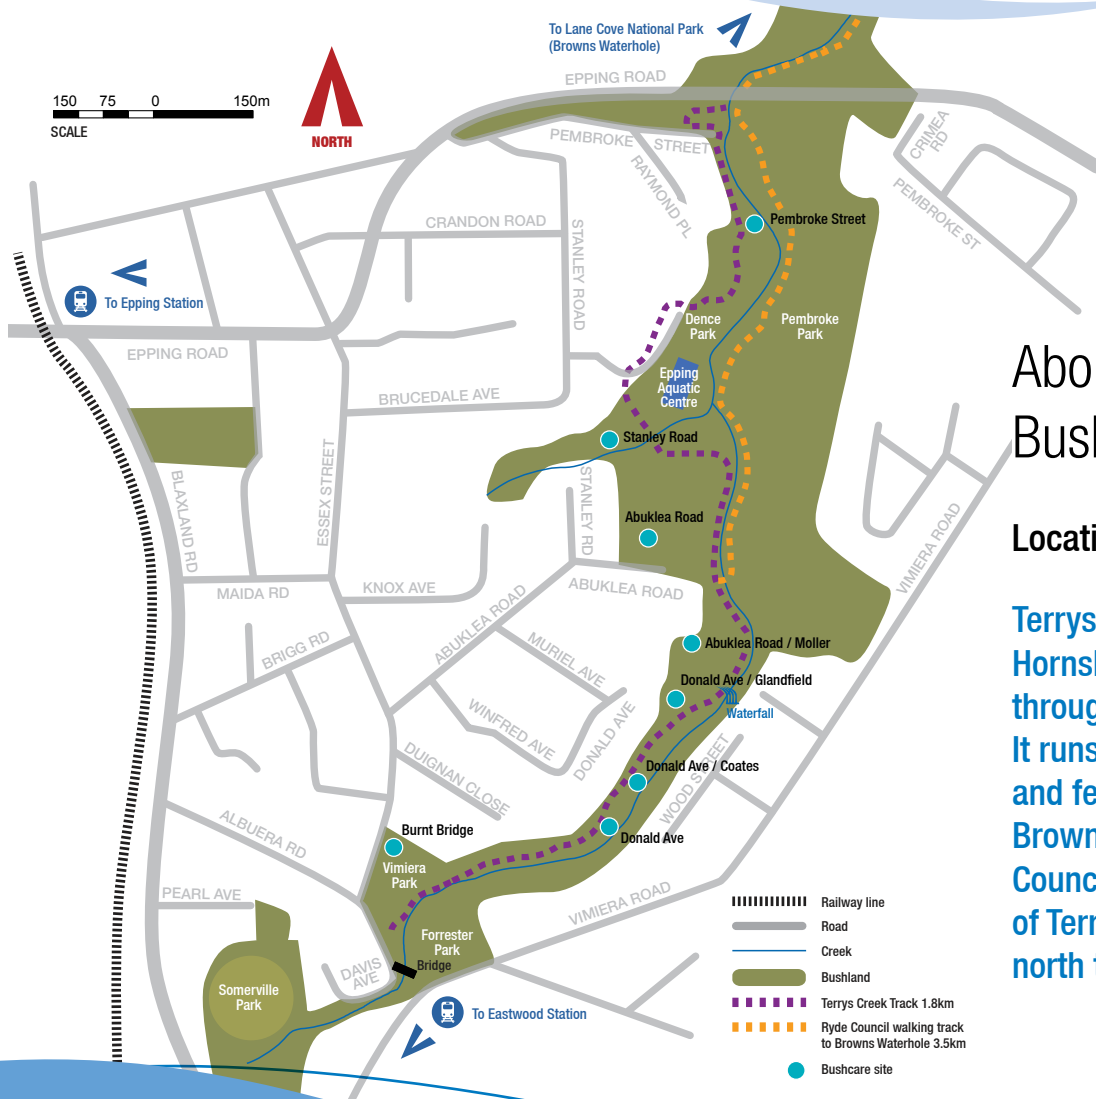 To Lane Cove National Park
(Browns Waterhole)
EPPING ROAD
150 75 0 150m
SCALE
NORTH
PEMBROKE STREET
CRIMEA
RD
RAYMOND PL
PEMBROKE ST
CRANDON ROAD
STANLEY ROAD
Pembroke Street
To Epping Station
EPPING ROAD
Dence
Park
Pembroke
Park
Epping
Aquatic
Centre
BRUCEDALE AVE
Abo
Bush
Stanley Road
ESSEX STREET
BLAXLAND RD
STANLEY RD
Abuklea Road
VIMIERA ROAD
Locati
MAIDA RD
KNOX AVE
ABUKLEA ROAD
ABUKLEA ROAD
BRIGG RD
MURIEL AVE
Abuklea Road / Moller
Donald Ave / Glandfield
Waterfall
WINFRED AVE
DONALD AVE
DUIGNAN CLOSE
Donald Ave / Coates
WOOD STREET
ALBUERA RD
Burnt Bridge
Donald Ave
Vimiera
Park
PEARL AVE
VIMIERA ROAD
Forrester
Park
Bridge
DAVIS
AVE
Somerville
Park
To Eastwood Station
Railway line
Road
Creek
Bushland
Terrys Creek Track 1.8km
Ryde Council walking track
to Browns Waterhole 3.5km
Bushcare site
Terrys
Hornsb
throug
It runs
and fe
Brown
Counc
of Terr
north t